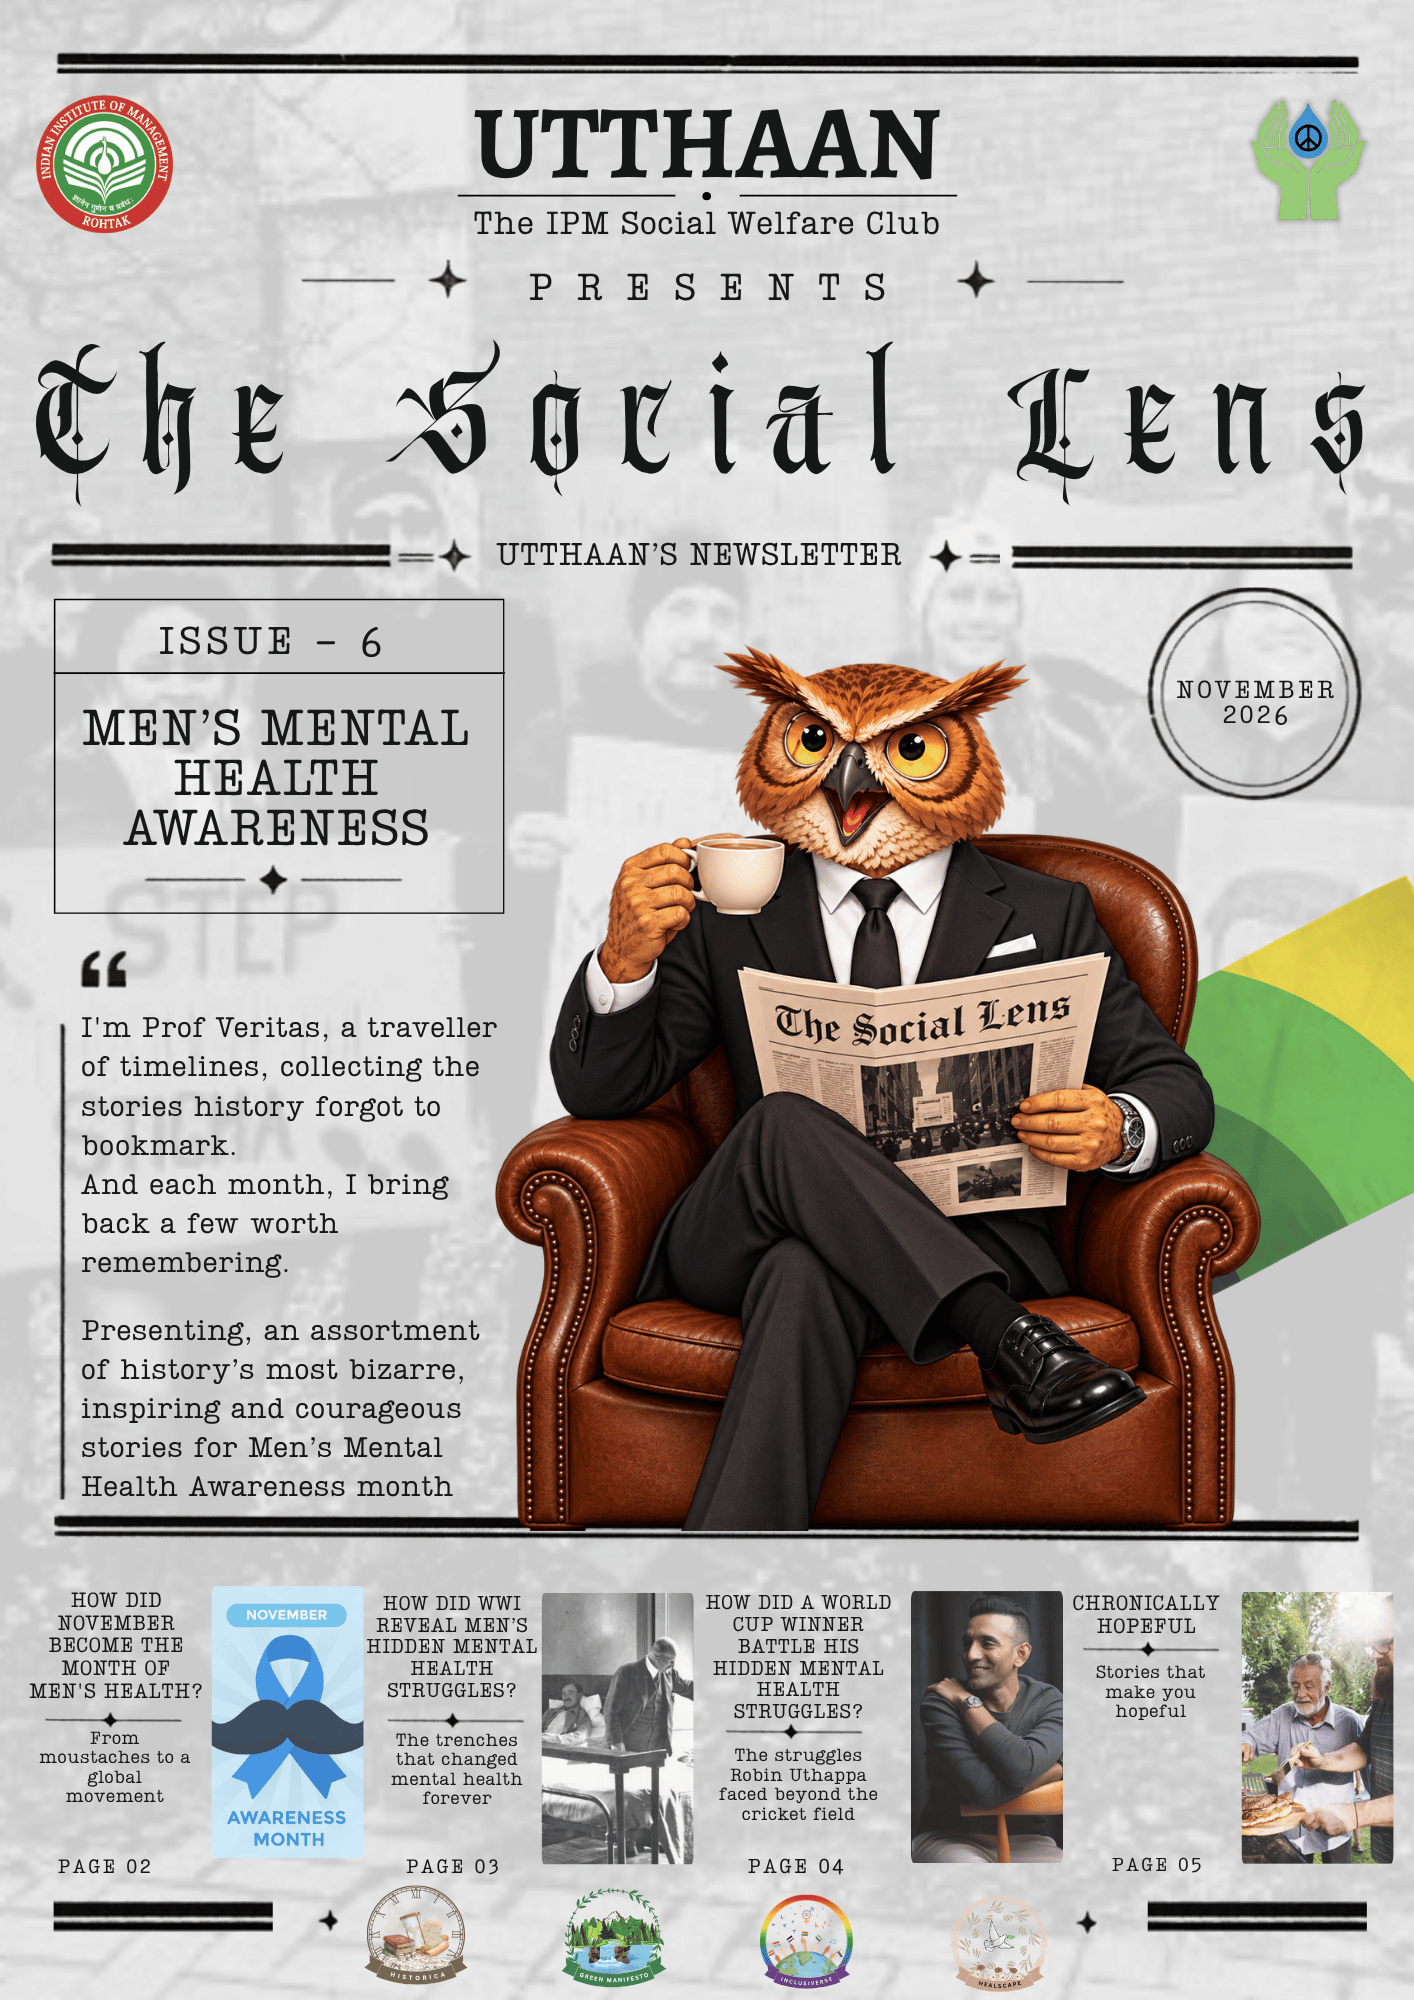 INDIAN INSTITUTE OF MANAGEMENT
ROHTAK
UTTHAAN
The IPM Social Welfare Club
PRESENTS
The Social Lens
UTTHAAN'S NEWSLETTER
ISSUE - 6
MEN'S MENTAL
HEALTH
AWARENESS
NOVEMBER
2026
“
I'm Prof Veritas, a traveller
of timelines, collecting the
stories history forgot to
bookmark.
And each month, I bring
back a few worth
remembering.
Presenting, an assortment
of history's most bizarre,
inspiring and courageous
stories for Men's Mental
Health Awareness month
The Social Lens
HOW DID
NOVEMBER
BECOME THE
MONTH OF
MEN'S HEALTH?
From
moustaches to a
global
movement
PAGE 02
NOVEMBER
AWARENESS
MONTH
HOW DID WWI
REVEAL MEN'S
HIDDEN MENTAL
HEALTH
STRUGGLES?
The trenches
that changed
mental health
forever
PAGE 03
HOW DID A WORLD
CUP WINNER
BATTLE HIS
HIDDEN MENTAL
HEALTH
STRUGGLES?
The struggles
Robin Uthappa
faced beyond the
cricket field
PAGE 04
CHRONICALLY
HOPEFUL
Stories that
make you
hopeful
PAGE 05
HISTORICA
GREEN MANIFESTO
INCLUSIVERSE
HEALSCAPE